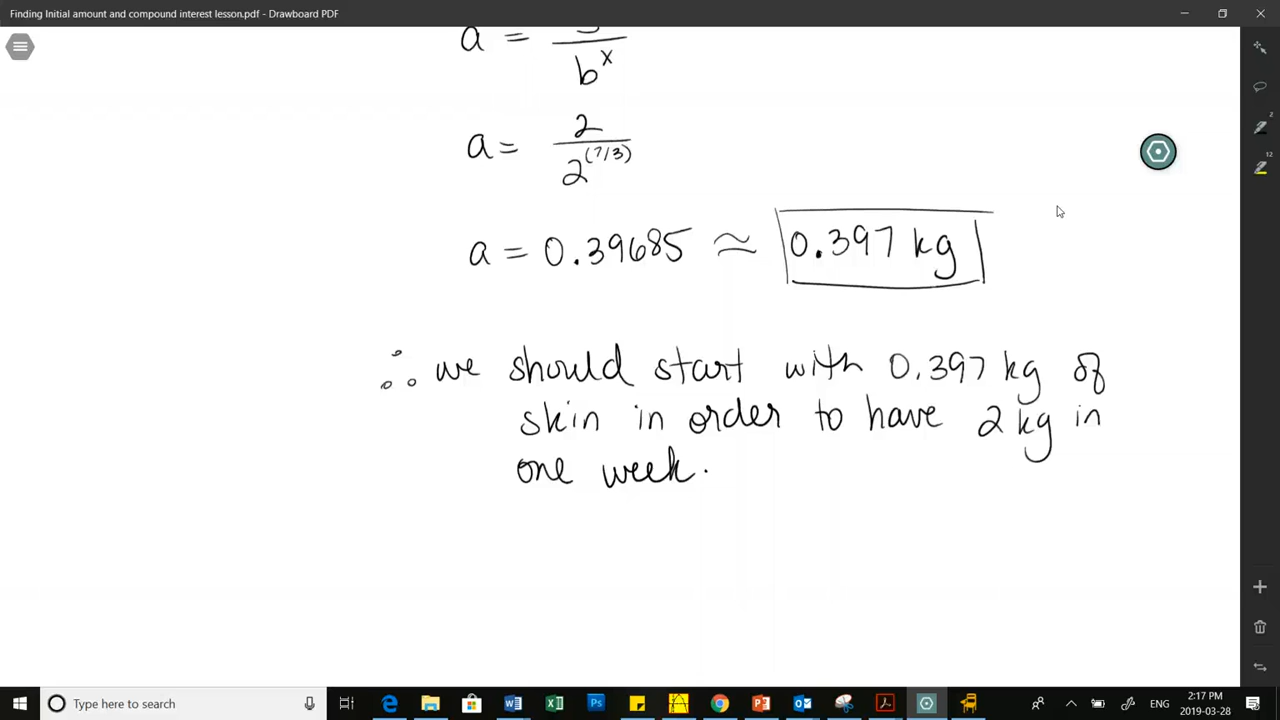 Finding Initial amount and compound interest lesson.pdf - Drawboard PDF
a =
b^x
a = 2
2^(7/3)
a = 0.39685 ≈ 0.397 kg
∴ we should start with 0.397 kg of
skin in order to have 2 kg in
one week.
2
12
Type here to search
ENG
2:17 PM
2019-03-28